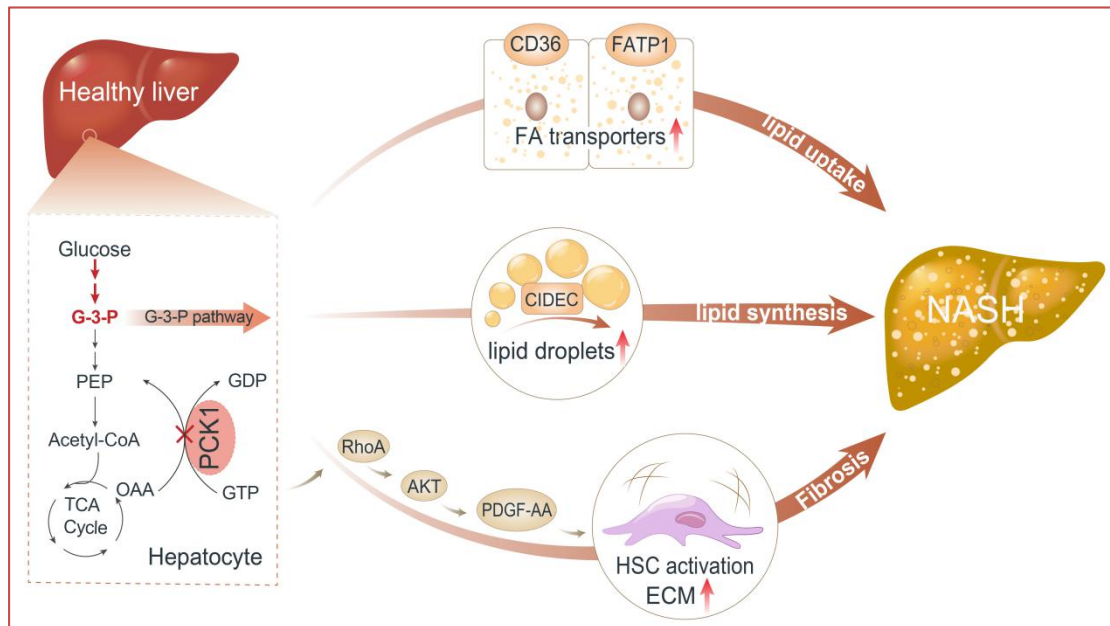 Healthy liver
Glucose
G-3-P
G-3-P pathway
PEP
GDP
PCK1
Acetyl-CoA
OAA
GTP
TCA
Cycle
Hepatocyte
CD36
FATP1
FA transporters
lipid uptake
CIDEC
lipid droplets
lipid synthesis
RhoA
AKT
PDGF-AA
HSC activation
ECM
Fibrosis
NASH